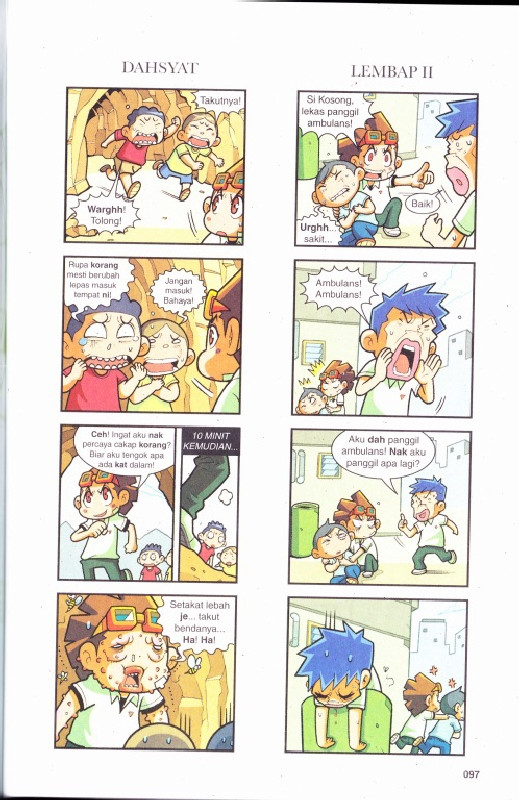 DAHSYAT
Takutnya!
Warghh!
Tolong!
Rupa korang
mesti berubah
lepas masuk
tempat ni!
Jangan
masuk!
Bahaya!
Ceh! Ingat aku nak
percaya cakap korang?
Biar aku tengok apa
ada kat dalam!
10 MINIT
KEMUDIAN...
Setakat lebah
je... takut
bendanya...
Ha! Ha!
LEMBAP II
Si Kosong,
lekas panggil
ambulans!
Baik!
Urghh...
sakit...
Ambulans!
Ambulans!
Aku dah panggil
ambulans! Nak aku
panggil apa lagi?
097